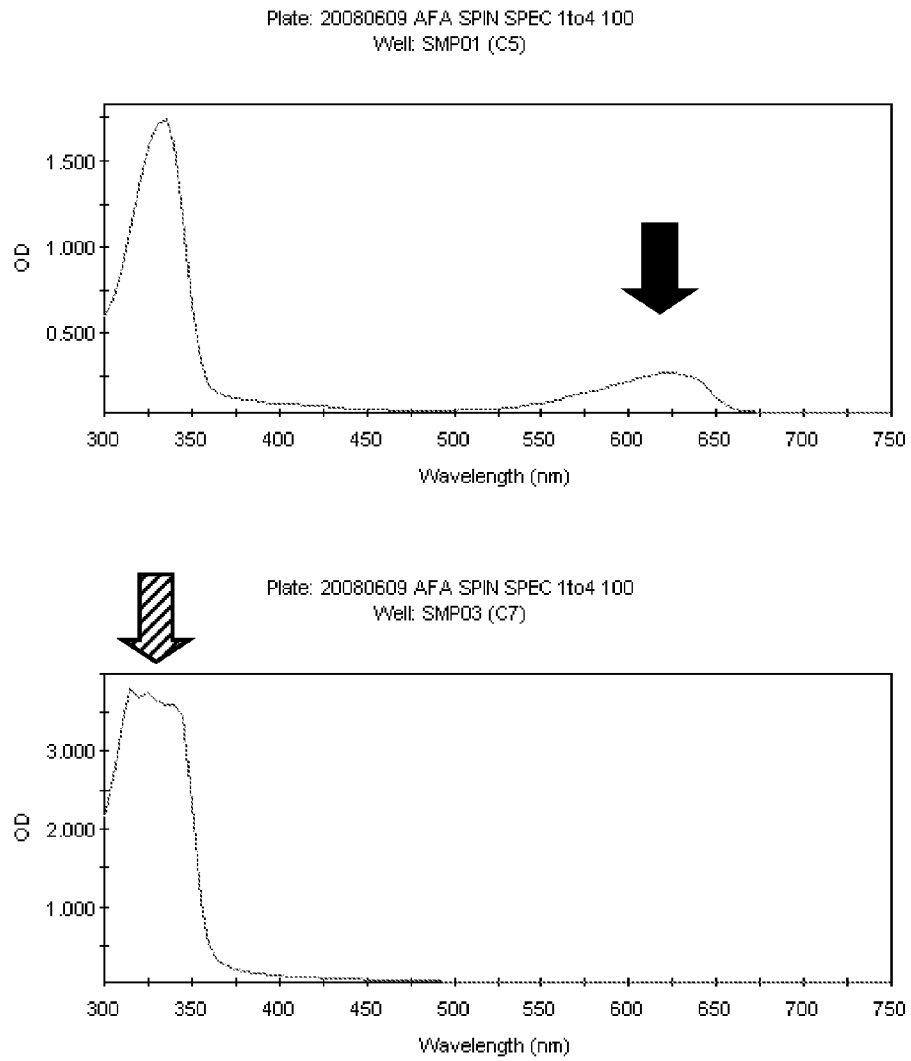 Plate: 20080609 AFA SPIN SPEC 1to4 100
Well: SMP01 (C5)
1.500
1.000
0.500
OD
300 350 400 450 500 550 600 650 700 750
Wavelength (nm)
Plate: 20080609 AFA SPIN SPEC 1to4 100
Well: SMP03 (C7)
3.000
2.000
1.000
OD
300 350 400 450 500 550 600 650 700 750
Wavelength (nm)